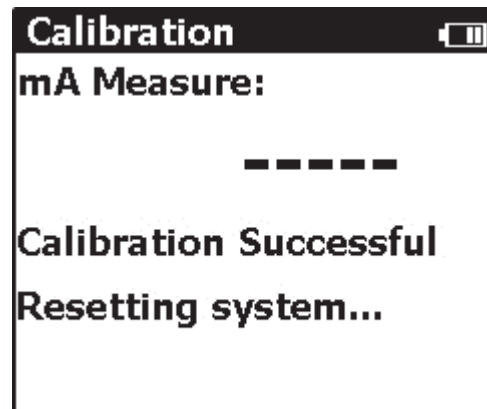 Calibration
mA Measure:
-----
Calibration Successful
Resetting system...